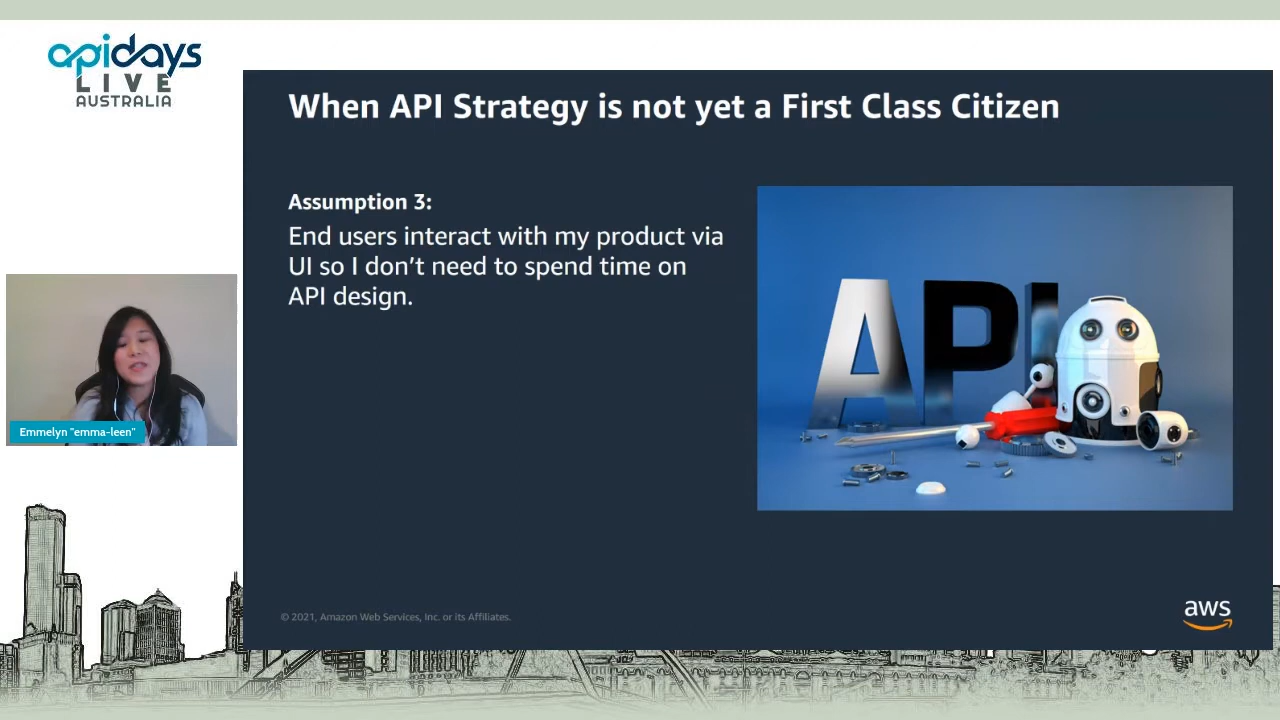 apidays
LIVE
AUSTRALIA
When API Strategy is not yet a First Class Citizen
Assumption 3:
End users interact with my product via
UI so I don't need to spend time on
API design.
API
Emmelyn "emma-leen"
© 2021, Amazon Web Services, Inc. or its Affiliates.
aws